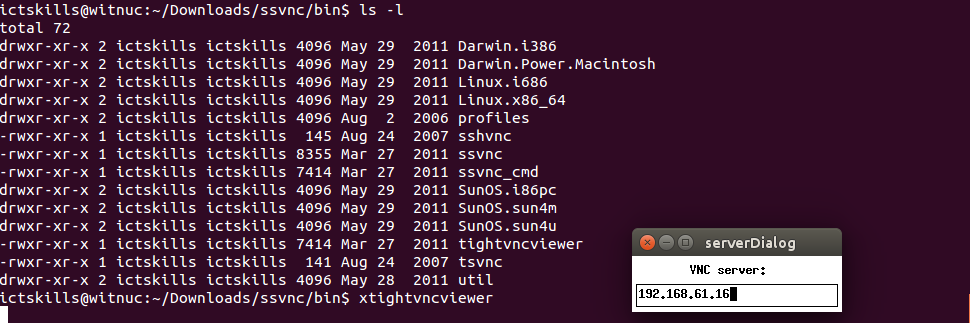 ictskills@witnuc:~/Downloads/ssvnc/bin$ ls -l
total 72
drwxr-xr-x 2 ictskills ictskills 4096 May 29  2011 Darwin.i386
drwxr-xr-x 2 ictskills ictskills 4096 May 29  2011 Darwin.Power.Macintosh
drwxr-xr-x 2 ictskills ictskills 4096 May 29  2011 Linux.i686
drwxr-xr-x 2 ictskills ictskills 4096 May 29  2011 Linux.x86_64
drwxr-xr-x 2 ictskills ictskills 4096 Aug  2  2006 profiles
-rwxr-xr-x 1 ictskills ictskills  145 Aug 24  2007 sshvnc
-rwxr-xr-x 1 ictskills ictskills 8355 Mar 27  2011 ssvnc
-rwxr-xr-x 1 ictskills ictskills 7414 Mar 27  2011 ssvnc_cmd
drwxr-xr-x 2 ictskills ictskills 4096 May 29  2011 SunOS.i86pc
drwxr-xr-x 2 ictskills ictskills 4096 May 29  2011 SunOS.sun4m
drwxr-xr-x 2 ictskills ictskills 4096 May 29  2011 SunOS.sun4u
-rwxr-xr-x 1 ictskills ictskills 7414 Mar 27  2011 tightvncviewer
-rwxr-xr-x 1 ictskills ictskills  141 Aug 24  2007 tsvnc
drwxr-xr-x 2 ictskills ictskills 4096 May 28  2011 util
ictskills@witnuc:~/Downloads/ssvnc/bin$ xtightvncviewer
serverDialog
VNC server:
192.168.61.16